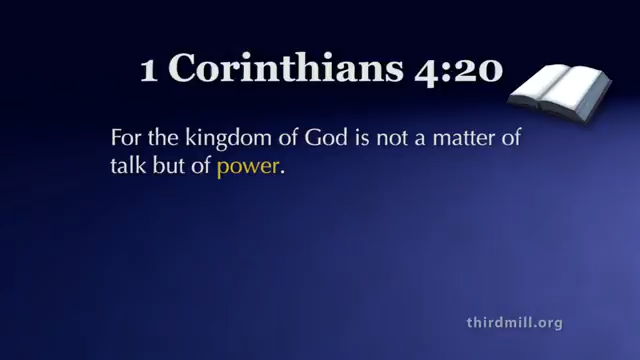 1 Corinthians 4:20
For the kingdom of God is not a matter of
talk but of power.
thirdmill.org